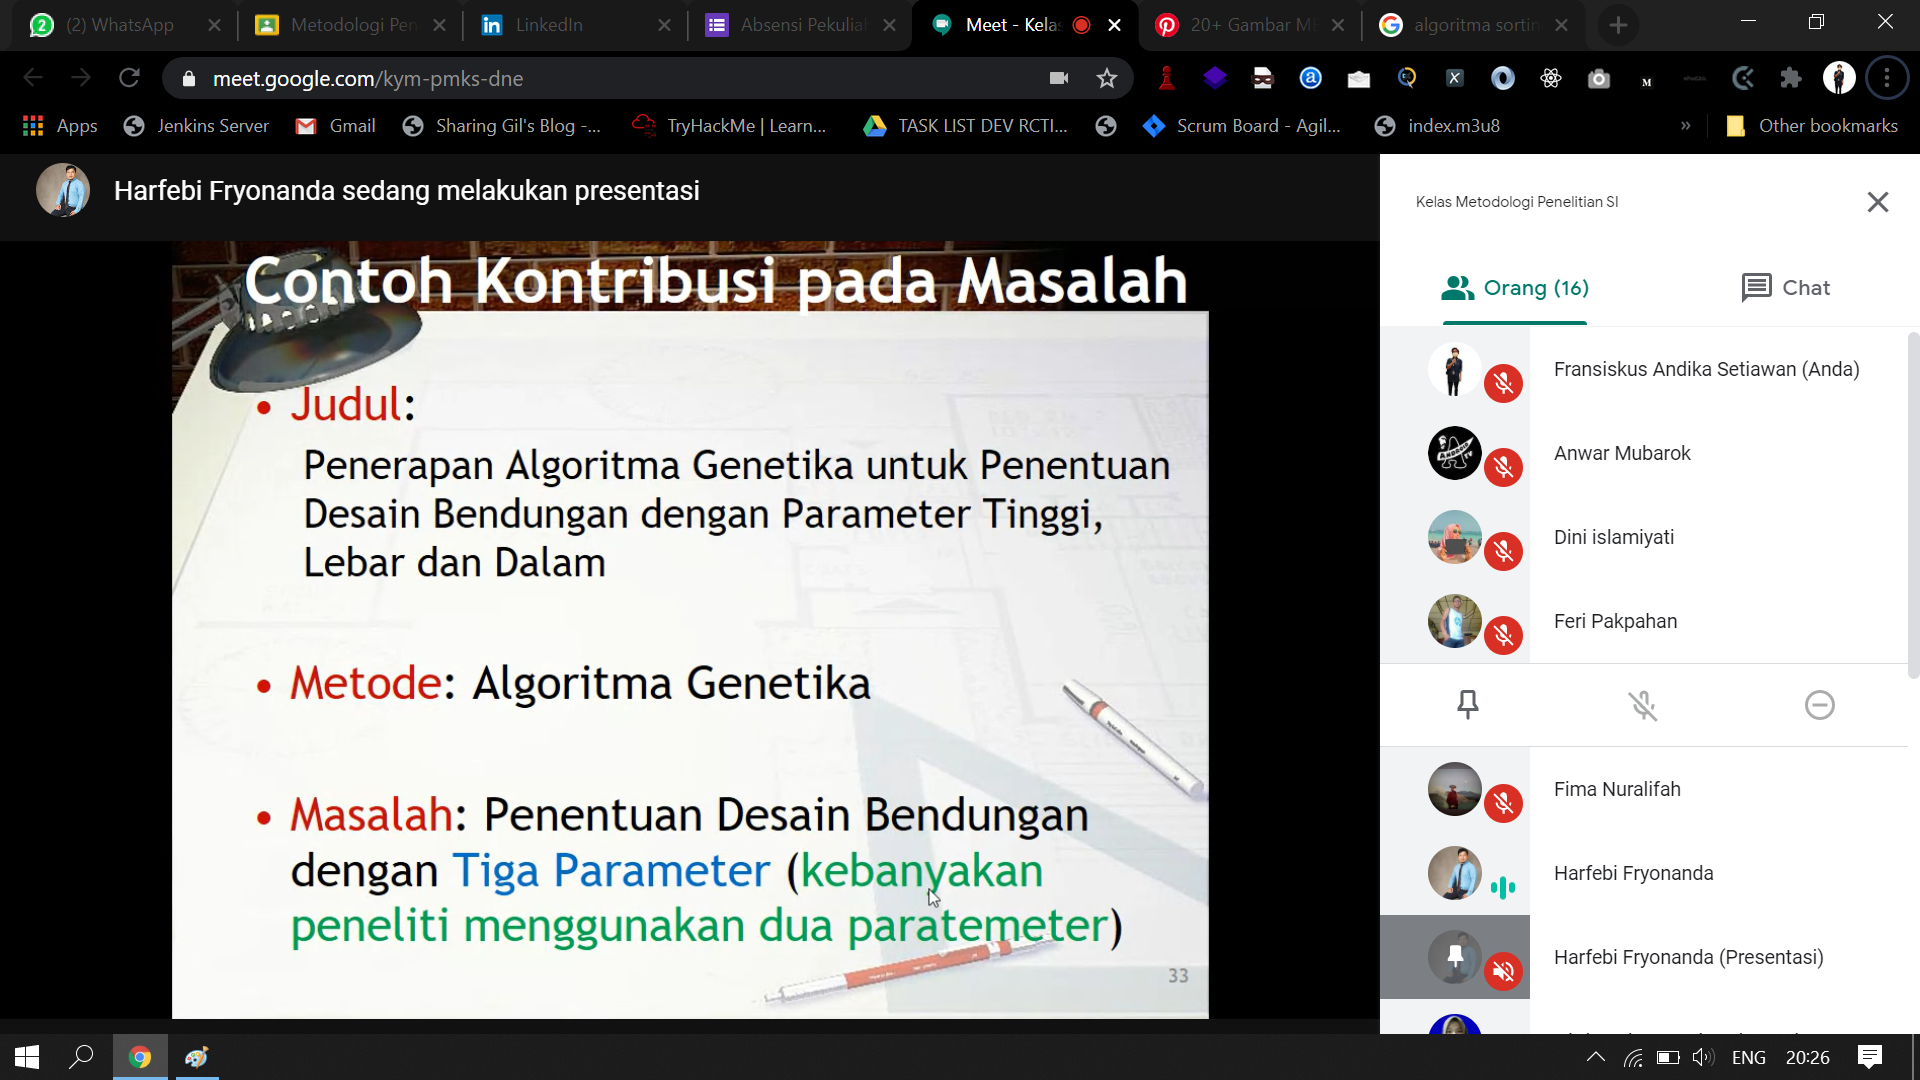 (2) WhatsApp
Metodologi Pen
LinkedIn
Absensi Pekulia
Meet - Kela
20+ Gambar M
algoritma sortin
meet.google.com/kym-pmks-dne
Apps
Jenkins Server
Gmail
Sharing Gil's Blog -...
TryHackMe | Learn...
TASK LIST DEV RCTI...
Scrum Board - Agil...
index.m3u8
»
Other bookmarks
Harfebi Fryonanda sedang melakukan presentasi
Contoh Kontribusi pada Masalah
• Judul:
Penerapan Algoritma Genetika untuk Penentuan
Desain Bendungan dengan Parameter Tinggi,
Lebar dan Dalam
• Metode: Algoritma Genetika
• Masalah: Penentuan Desain Bendungan
dengan Tiga Parameter (kebanyakan
peneliti menggunakan dua paratemeter)
33
Kelas Metodologi Penelitian SI
Orang (16)
Chat
Fransiskus Andika Setiawan (Anda)
Anwar Mubarok
Dini islamiyati
Feri Pakpahan
Fima Nuralifah
Harfebi Fryonanda
Harfebi Fryonanda (Presentasi)
ENG
20:26